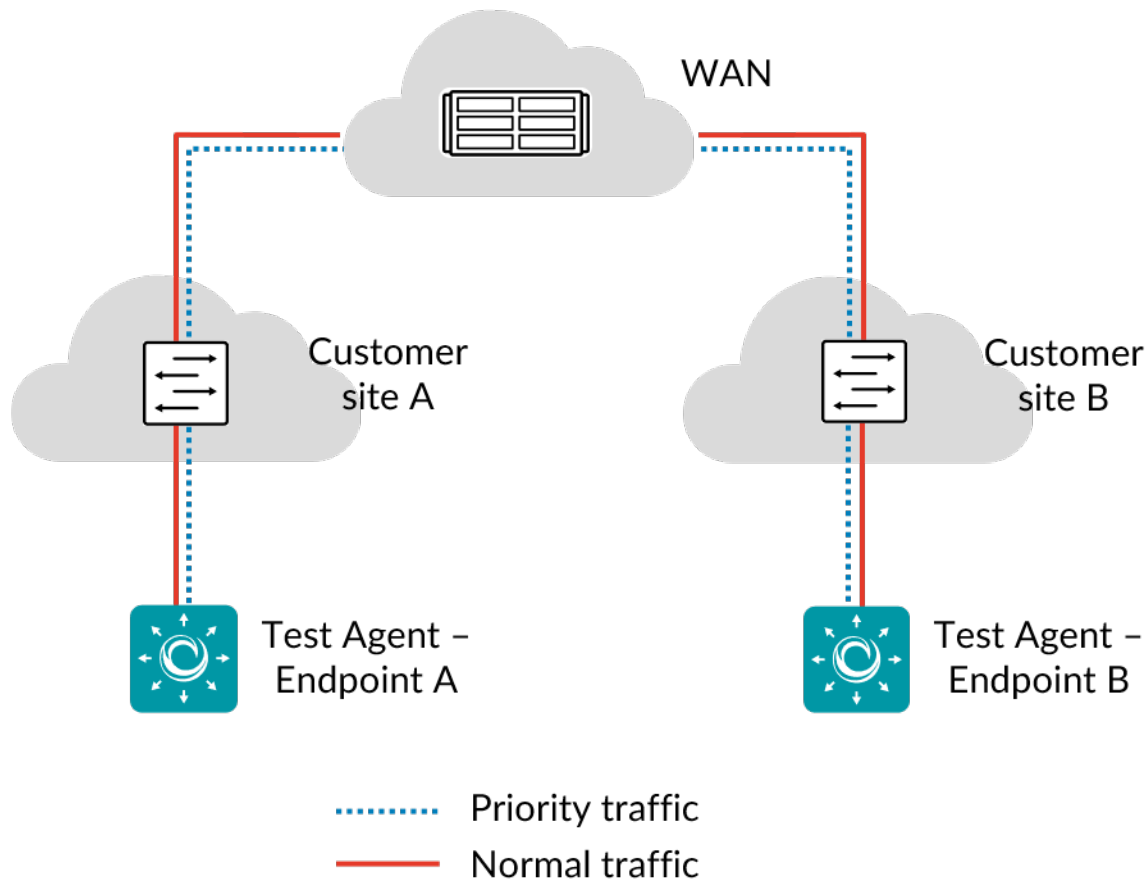 WAN
Customer
site A
Customer
site B
Test Agent –
Endpoint A
Test Agent –
Endpoint B
Priority traffic
Normal traffic